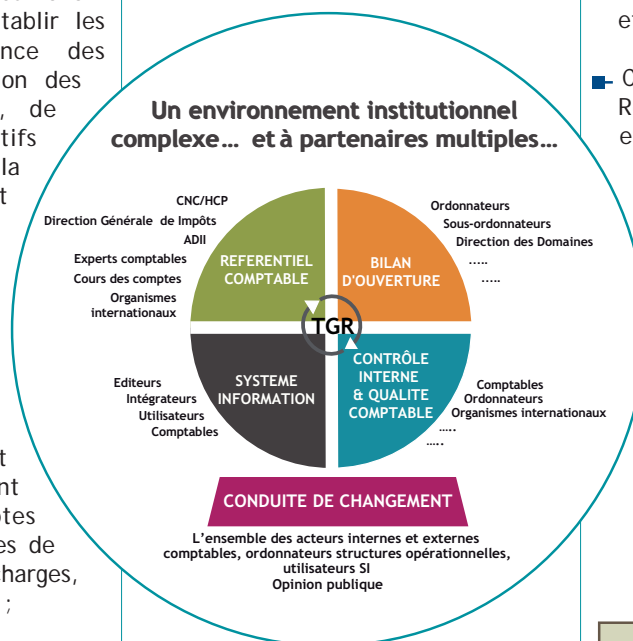 tablir les
nce des
on des
, de
tifs
la
t
Un environnement institutionnel
complexe… et à partenaires multiples…
CNC/HCP
Direction Générale de Impôts
ADII
Experts comptables
Cours des comptes
Organismes
internationaux
REFERENTIEL
COMPTABLE
BILAN
D'OUVERTURE
Ordonnateurs
Sous-ordonnateurs
Direction des Domaines
.....
.....
TGR
Editeurs
Intégrateurs
Utilisateurs
Comptables
SYSTEME
INFORMATION
CONTRÔLE
INTERNE
& QUALITE
COMPTABLE
Comptables
Ordonnateurs
Organismes internationaux
.....
.....
CONDUITE DE CHANGEMENT
L'ensemble des acteurs internes et externes
comptables, ordonnateurs structures opérationnelles,
utilisateurs SI
Opinion publique
t
nt
ptes
es de
charges,
;
e
R
e